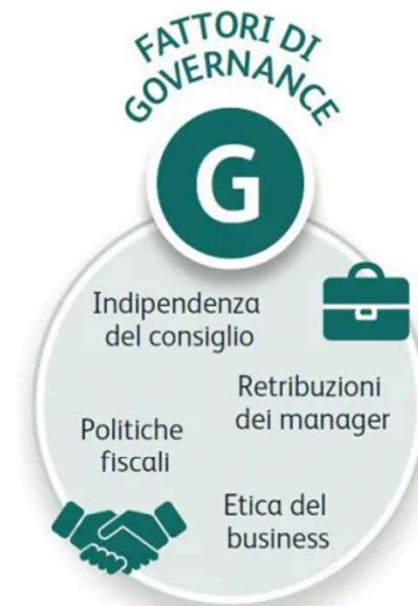 FATTORI DI
GOVERNANCE
G
Indipendenza
del consiglio
Retribuzioni
dei manager
Politiche
fiscali
Etica del
business